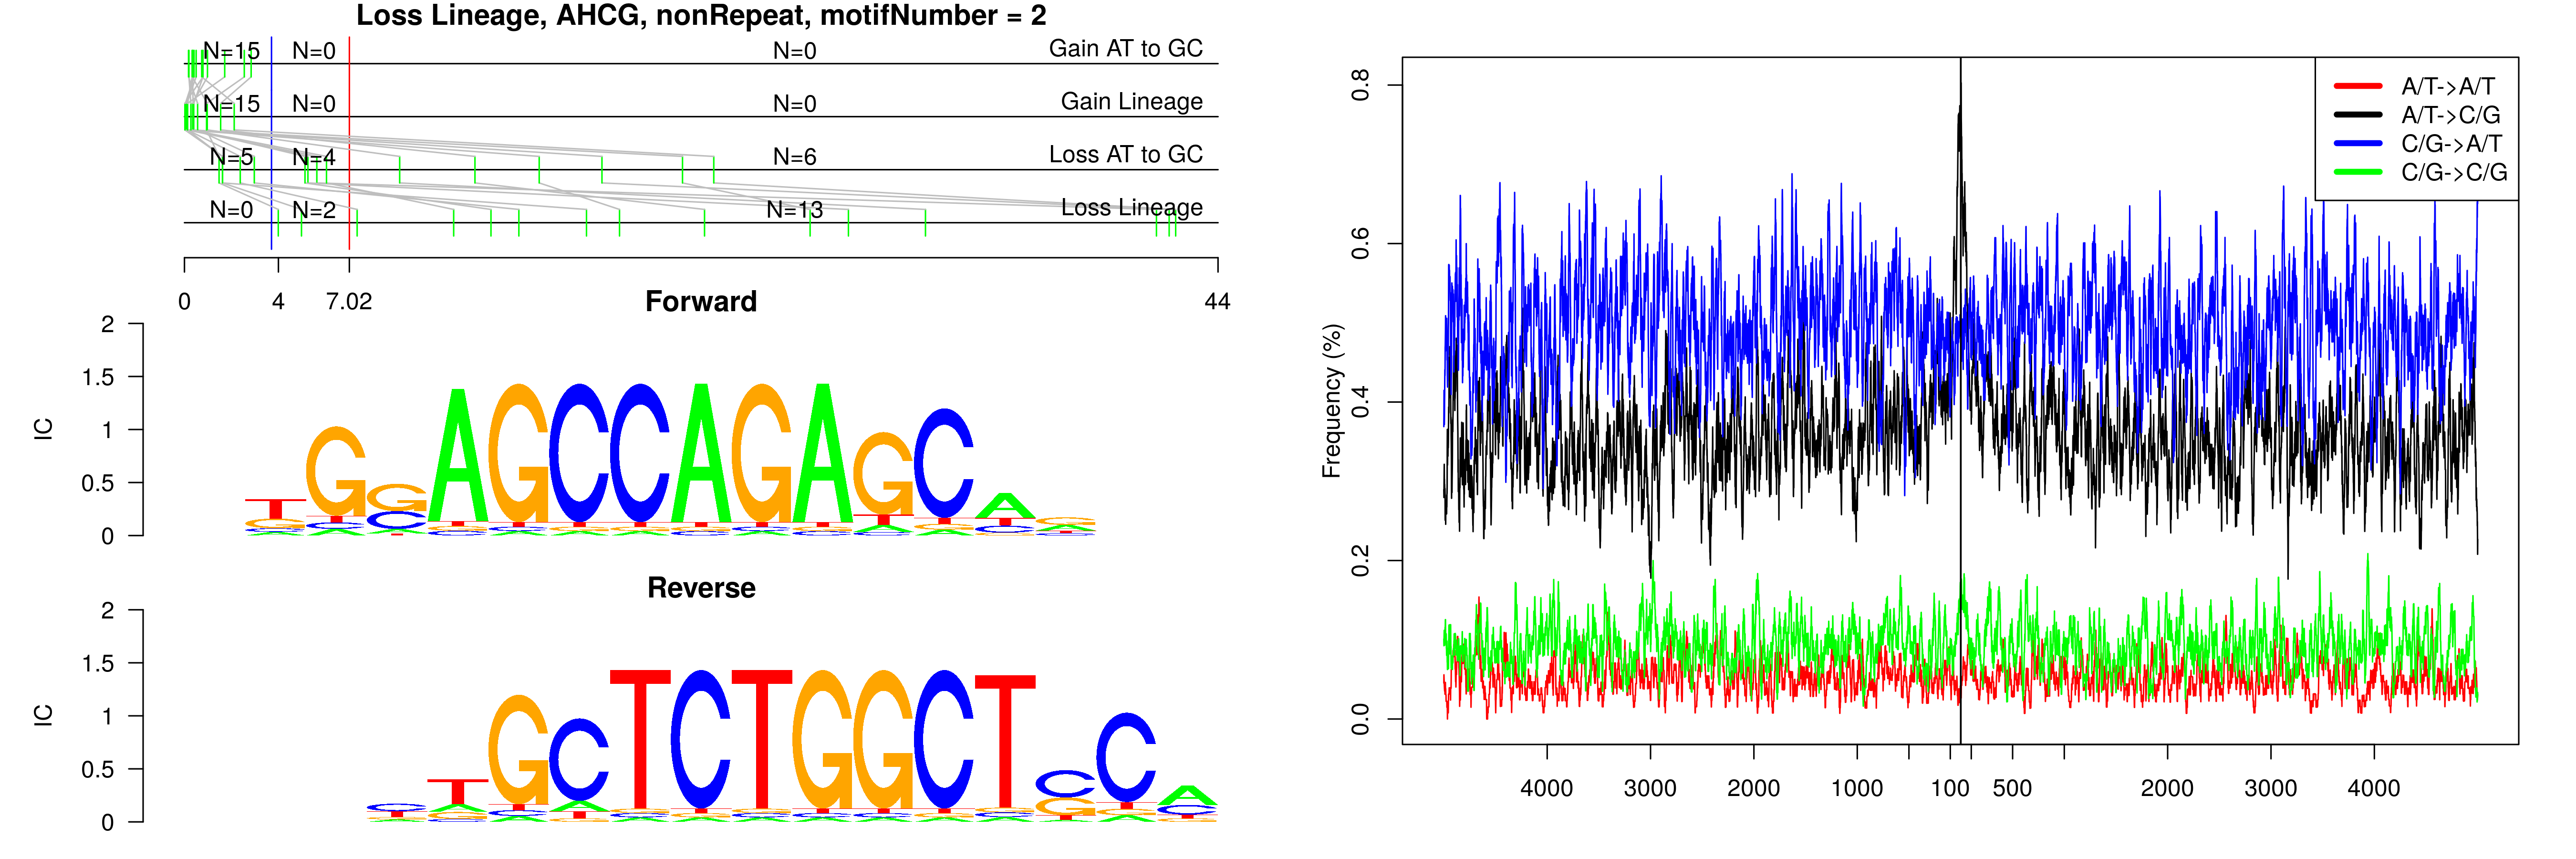 Loss Lineage, AHCG, nonRepeat, motifNumber = 2
N=15 N=0 N=0 Gain AT to GC
N=15 N=0 N=0 Gain Lineage
N=5 N=4 N=6 Loss AT to GC
N=0 N=2 N=13 Loss Lineage
0 4 7.02 44
Forward
IC
2
1.5
1
0.5
0
TGGAGCCAGAGCAG
Reverse
IC
2
1.5
1
0.5
0
CTGCTCTGGCTCCA
Frequency (%)
0.8
0.6
0.4
0.2
0.0
A/T->A/T
A/T->C/G
C/G->A/T
C/G->C/G
4000 3000 2000 1000 100 500 2000 3000 4000